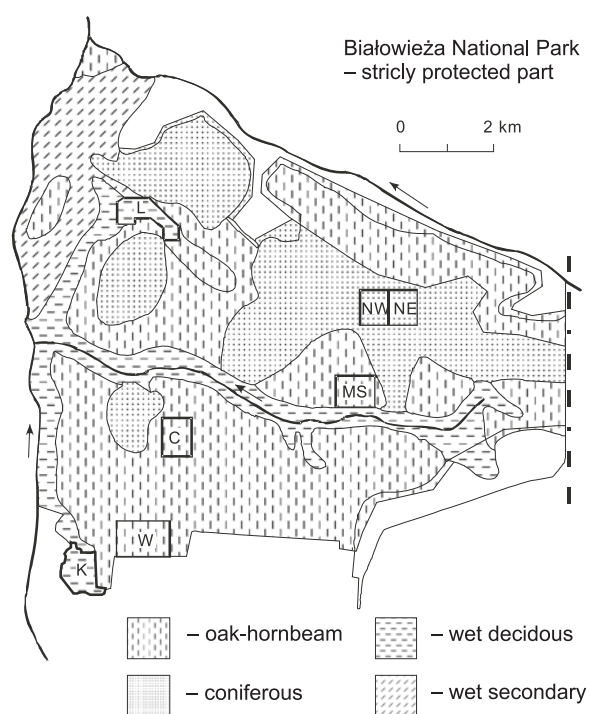 Białowieża National Park
– stricly protected part
0 2 km
L
NW NE
MS
C
W
K
– oak-hornbeam
– wet decidous
– coniferous
– wet secondary